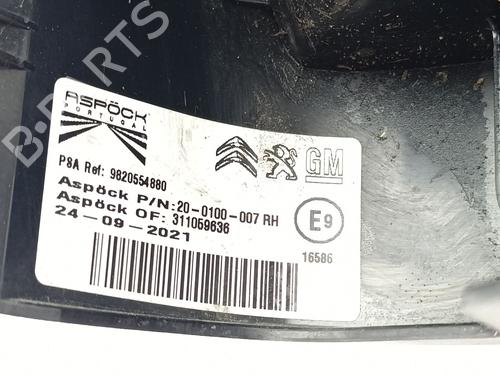 B-PARTS
ASPÖCK
PORTUGAL
GM
PSA Ref: 9820554880
Aspöck P/N:20-0100-007 RH
Aspöck OF: 311059636
24-09-2021
E9
16586